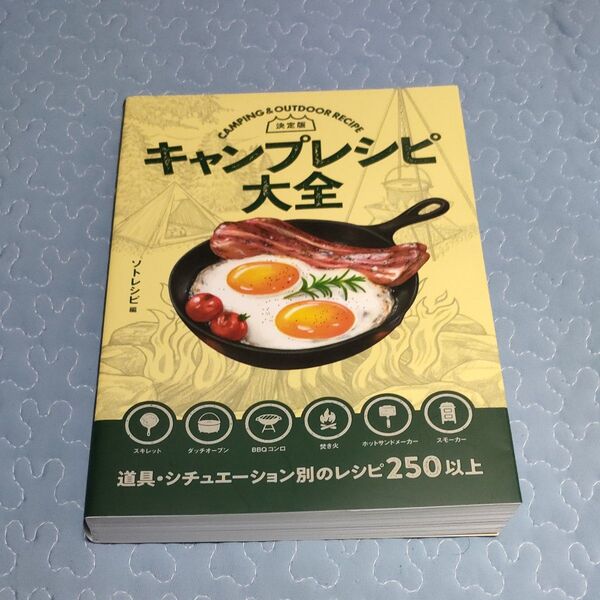 CAMPING & OUTDOOR RECIPE
決定版
キャンプレシピ
大全
ソトレシピ 編
スキレット
ダッチオーブン
BBQコンロ
焚き火
ホットサンドメーカー
スモーカー
道具・シチュエーション別のレシピ250以上